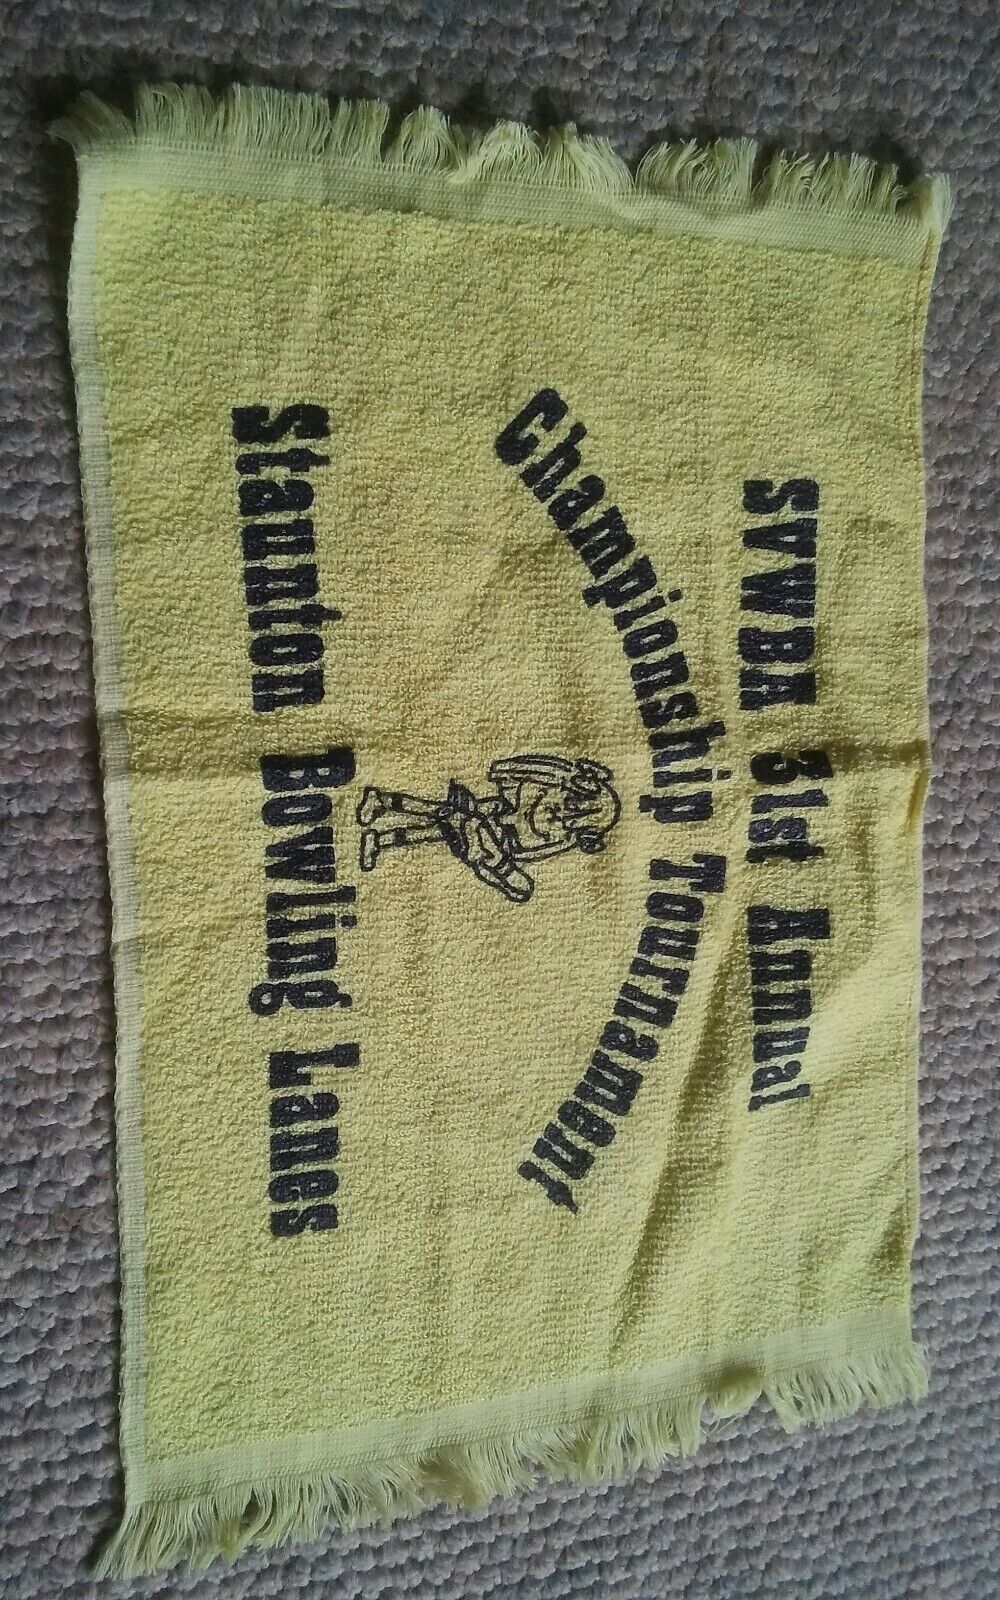 SVWBA 31st Annual
Championship Tournament
Staunton Bowling Lanes